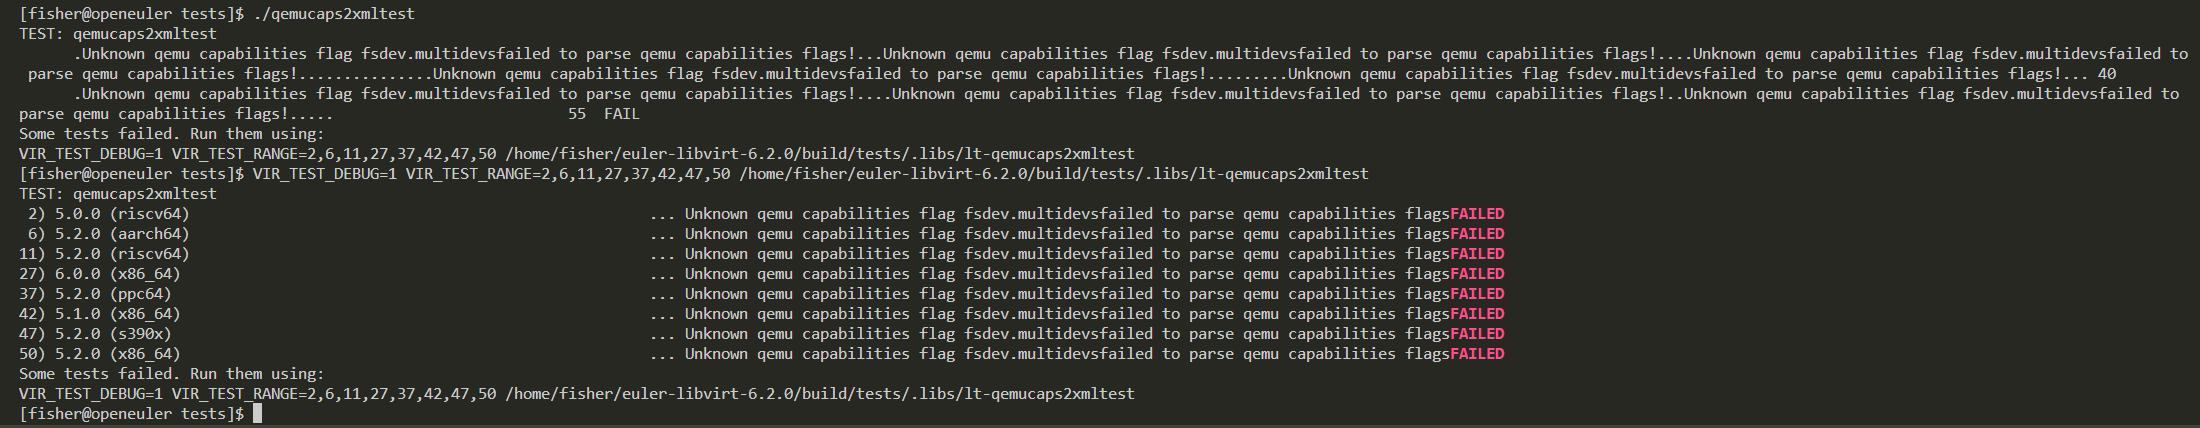 [fisher@openeuler tests]$ ./qemucaps2xmltest
TEST: qemucaps2xmltest
      .Unknown qemu capabilities flag fsdev.multidevsfailed to parse qemu capabilities flags!...Unknown qemu capabilities flag fsdev.multidevsfailed to parse qemu capabilities flags!....Unknown qemu capabilities flag fsdev.multidevsfailed to
 parse qemu capabilities flags!...............Unknown qemu capabilities flag fsdev.multidevsfailed to parse qemu capabilities flags!.........Unknown qemu capabilities flag fsdev.multidevsfailed to parse qemu capabilities flags!... 40
      .Unknown qemu capabilities flag fsdev.multidevsfailed to parse qemu capabilities flags!....Unknown qemu capabilities flag fsdev.multidevsfailed to parse qemu capabilities flags!..Unknown qemu capabilities flag fsdev.multidevsfailed to
parse qemu capabilities flags!.....                          55  FAIL
Some tests failed. Run them using:
VIR_TEST_DEBUG=1 VIR_TEST_RANGE=2,6,11,27,37,42,47,50 /home/fisher/euler-libvirt-6.2.0/build/tests/.libs/lt-qemucaps2xmltest
[fisher@openeuler tests]$ VIR_TEST_DEBUG=1 VIR_TEST_RANGE=2,6,11,27,37,42,47,50 /home/fisher/euler-libvirt-6.2.0/build/tests/.libs/lt-qemucaps2xmltest
TEST: qemucaps2xmltest
 2) 5.0.0 (riscv64)                                                   ... Unknown qemu capabilities flag fsdev.multidevsfailed to parse qemu capabilities flagsFAILED
 6) 5.2.0 (aarch64)                                                   ... Unknown qemu capabilities flag fsdev.multidevsfailed to parse qemu capabilities flagsFAILED
11) 5.2.0 (riscv64)                                                   ... Unknown qemu capabilities flag fsdev.multidevsfailed to parse qemu capabilities flagsFAILED
27) 6.0.0 (x86_64)                                                    ... Unknown qemu capabilities flag fsdev.multidevsfailed to parse qemu capabilities flagsFAILED
37) 5.2.0 (ppc64)                                                     ... Unknown qemu capabilities flag fsdev.multidevsfailed to parse qemu capabilities flagsFAILED
42) 5.1.0 (x86_64)                                                    ... Unknown qemu capabilities flag fsdev.multidevsfailed to parse qemu capabilities flagsFAILED
47) 5.2.0 (s390x)                                                     ... Unknown qemu capabilities flag fsdev.multidevsfailed to parse qemu capabilities flagsFAILED
50) 5.2.0 (x86_64)                                                    ... Unknown qemu capabilities flag fsdev.multidevsfailed to parse qemu capabilities flagsFAILED
Some tests failed. Run them using:
VIR_TEST_DEBUG=1 VIR_TEST_RANGE=2,6,11,27,37,42,47,50 /home/fisher/euler-libvirt-6.2.0/build/tests/.libs/lt-qemucaps2xmltest
[fisher@openeuler tests]$